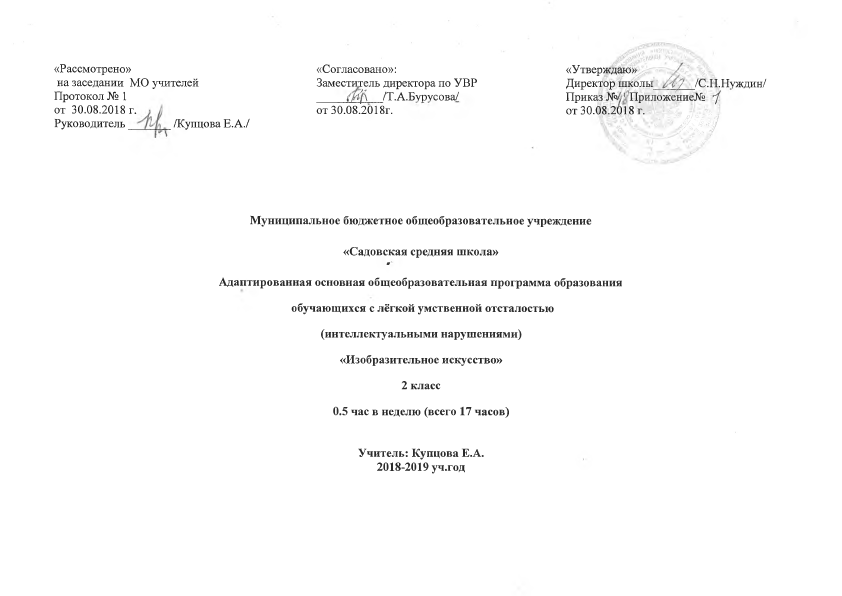 «Рассмотрено»
на заседании МО учителей
Протокол № 1
от 30.08.2018 г.
Руководитель ________ /Купцова Е.А./
«Согласовано»:
Заместитель директора по УВР
___________/Т.А.Бурусова/
от 30.08.2018г.
«Утверждаю»
Директор школы _______/С.Н.Нуждин/
Приказ № Приложение№ 1
от 30.08.2018 г.
Муниципальное бюджетное общеобразовательное учреждение
«Садовская средняя школа»
Адаптированная основная общеобразовательная программа образования
обучающихся с лёгкой умственной отсталостью
(интеллектуальными нарушениями)
«Изобразительное искусство»
2 класс
0.5 час в неделю (всего 17 часов)
Учитель: Купцова Е.А.
2018-2019 уч.год